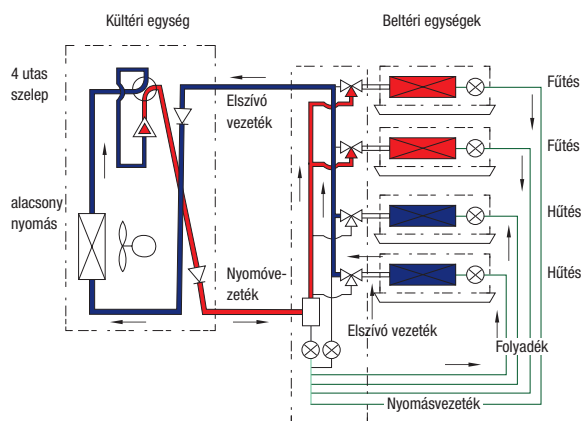 Kültéri egység
Beltéri egységek
4 utas
szelep
Elszívó
vezeték
Fűtés
Fűtés
alacsony
nyomás
Hűtés
Nyomóve-
zeték
Hűtés
Elszívó vezeték
Folyadék
Nyomásvezeték